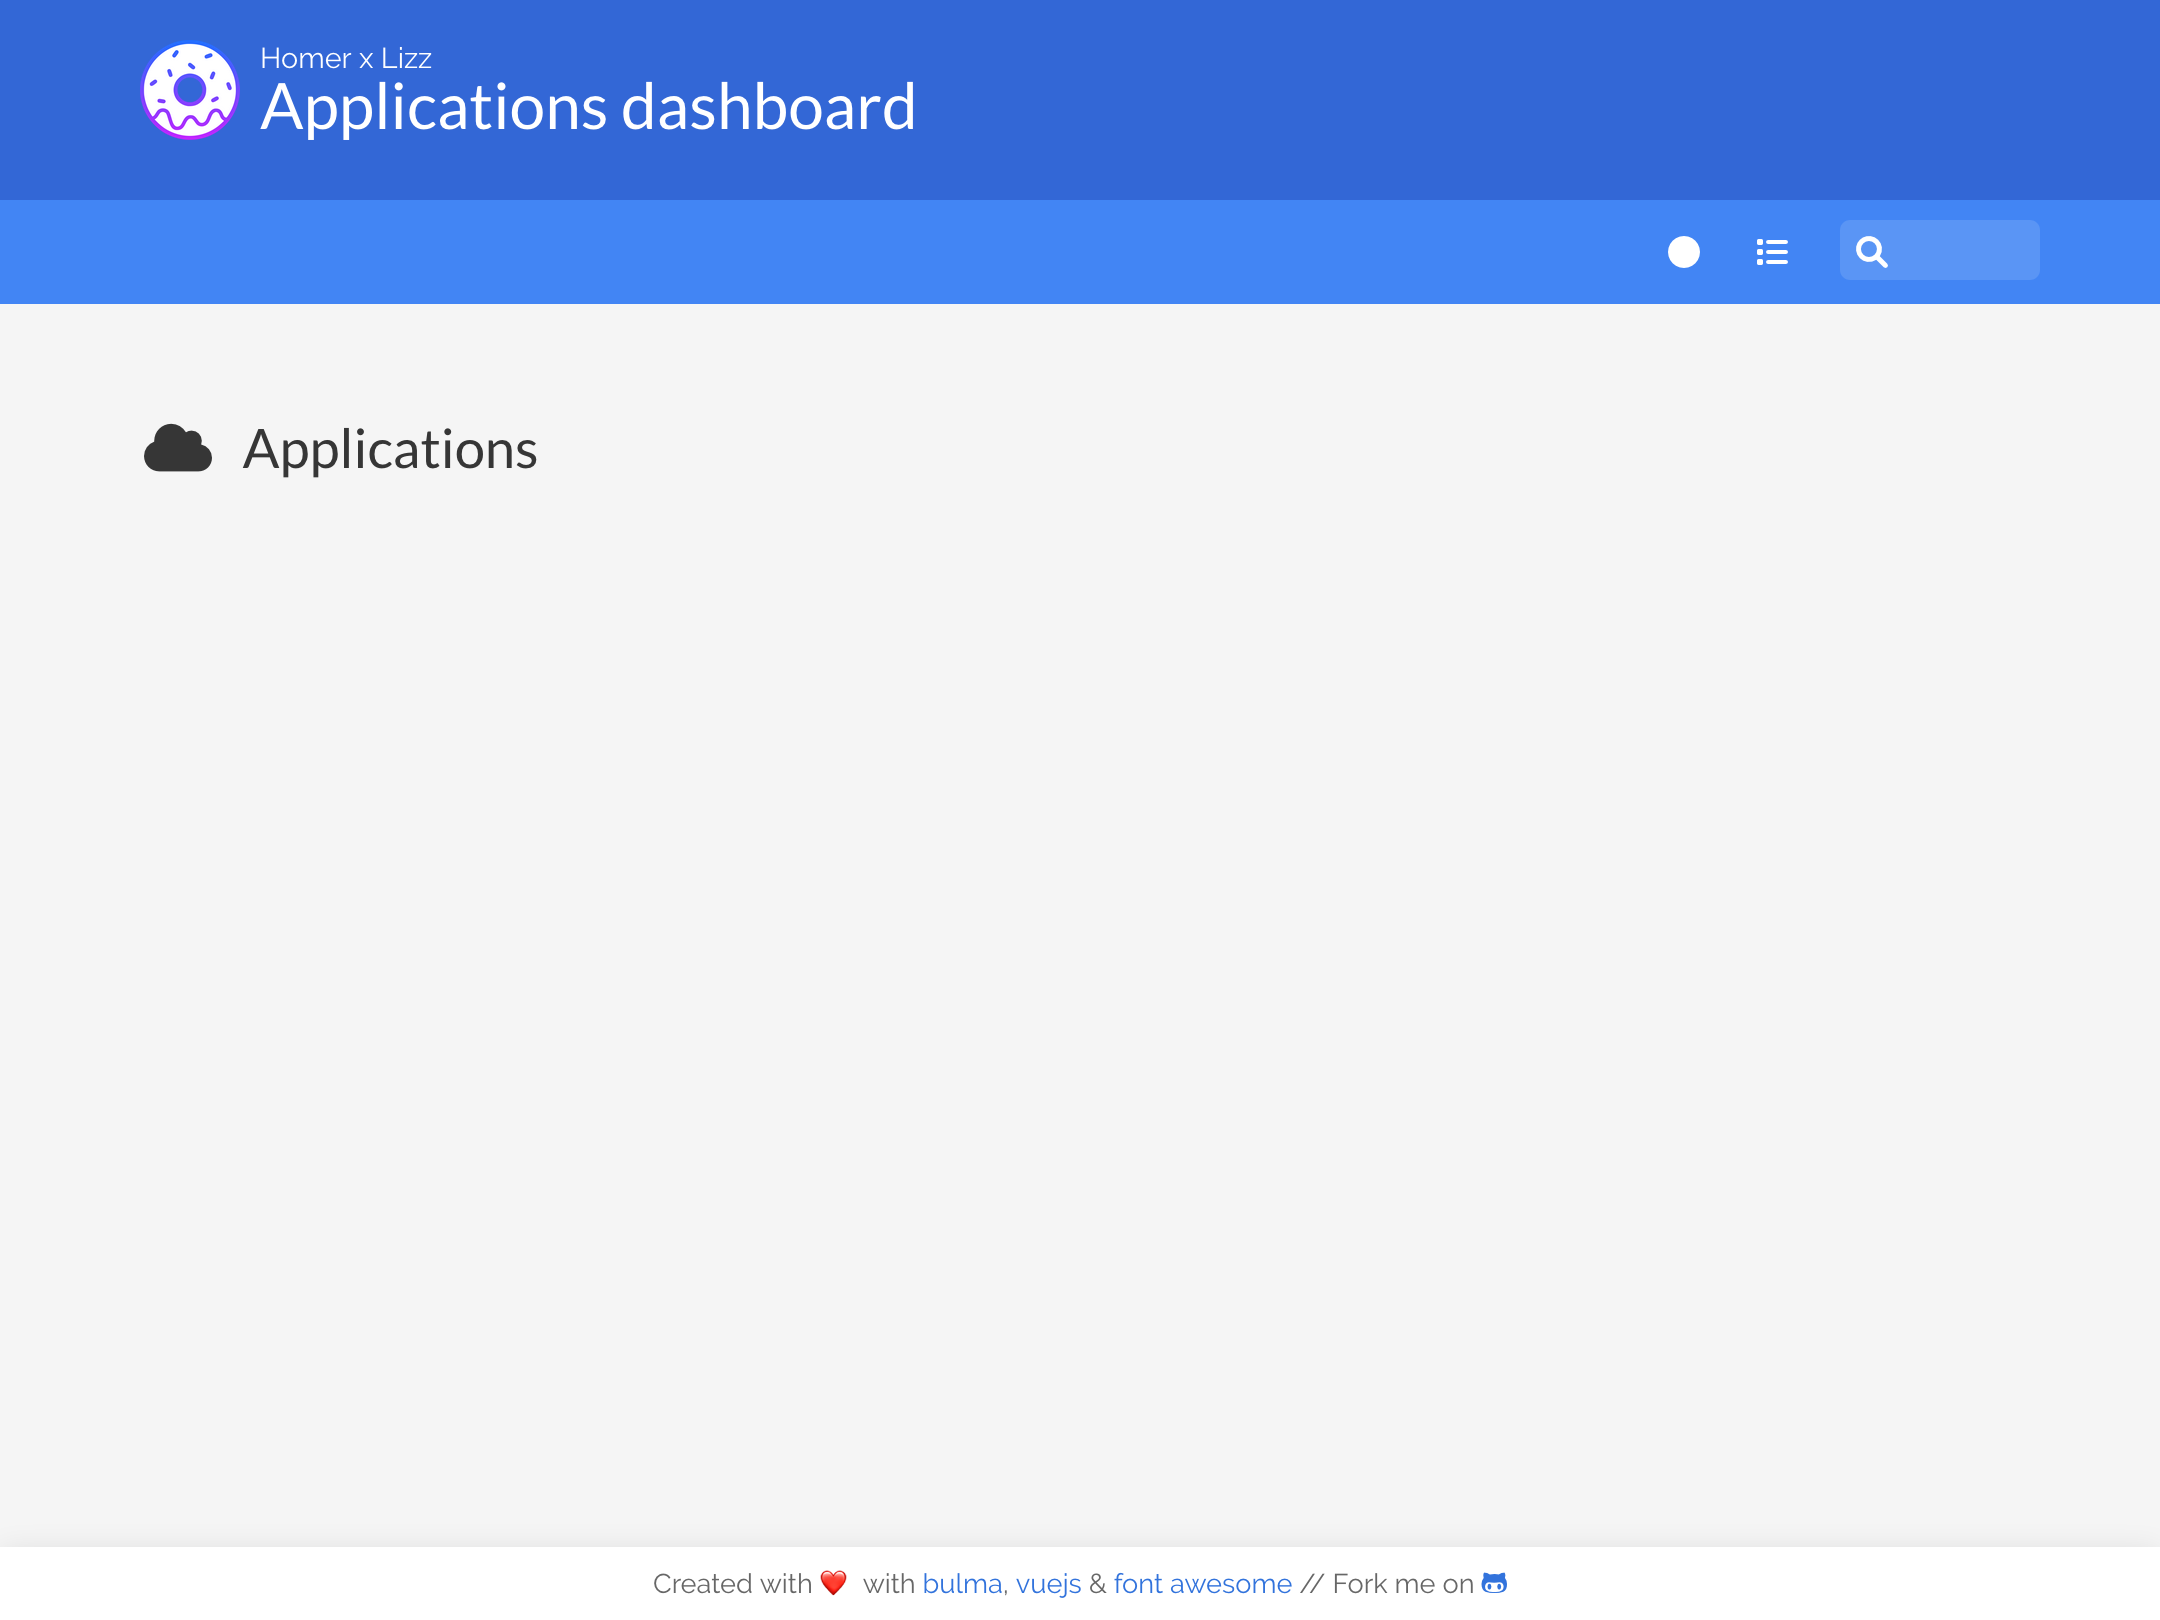 Homer x Lizz
Applications dashboard
Applications
Created with ❤️ with bulma, vuejs & font awesome // Fork me on